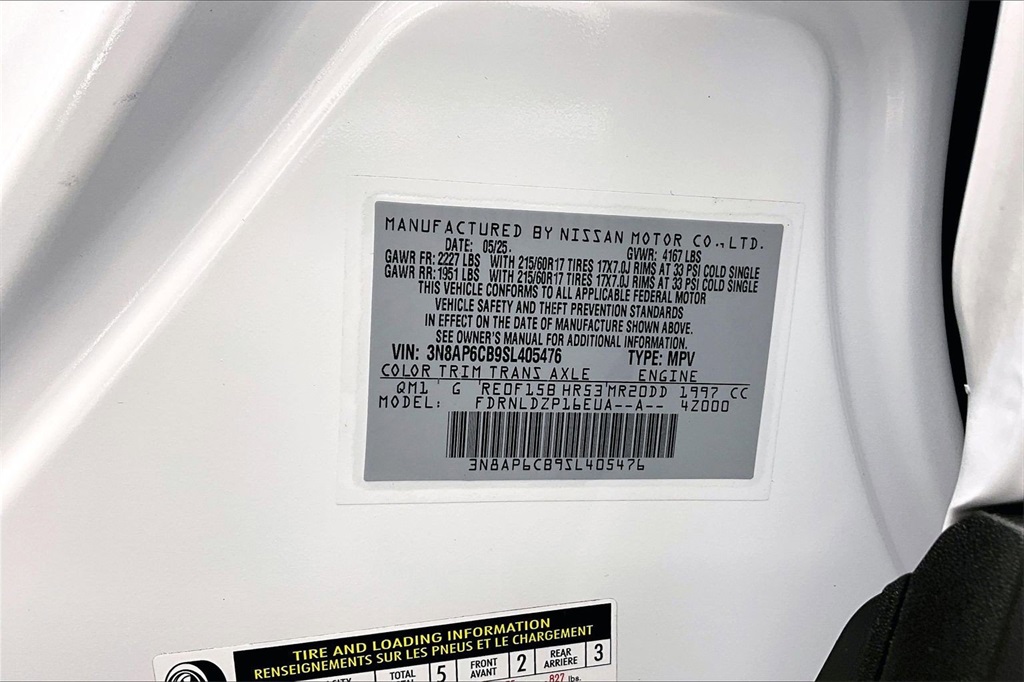 MANUFACTURED BY NISSAN MOTOR CO.,LTD.
DATE: 05/25. GVWR: 4167 LBS
GAWR FR: 2227 LBS WITH 215/60R17 TIRES 17X7.0J RIMS AT 33 PSI COLD SINGLE
GAWR RR: 1951 LBS WITH 215/60R17 TIRES 17X7.0J RIMS AT 33 PSI COLD SINGLE
THIS VEHICLE CONFORMS TO ALL APPLICABLE FEDERAL MOTOR
VEHICLE SAFETY AND THEFT PREVENTION STANDARDS
IN EFFECT ON THE DATE OF MANUFACTURE SHOWN ABOVE.
SEE OWNER'S MANUAL FOR ADDITIONAL INFORMATION.
VIN: 3N8AP6CB9SL405476 TYPE: MPV
COLOR TRIM TRANS AXLE ENGINE
QM1 G RE0F15B HR53 MR20DD 1997 CC
MODEL: FDRNLDZP16EUA--A-- 4Z000
3N8AP6CB9SL405476
TIRE AND LOADING INFORMATION
RENSEIGNEMENTS SUR LES PNEUS ET LE CHARGEMENT
TOTAL 5 FRONT AVANT 2 REAR ARRIÈRE 3
827 lbs.